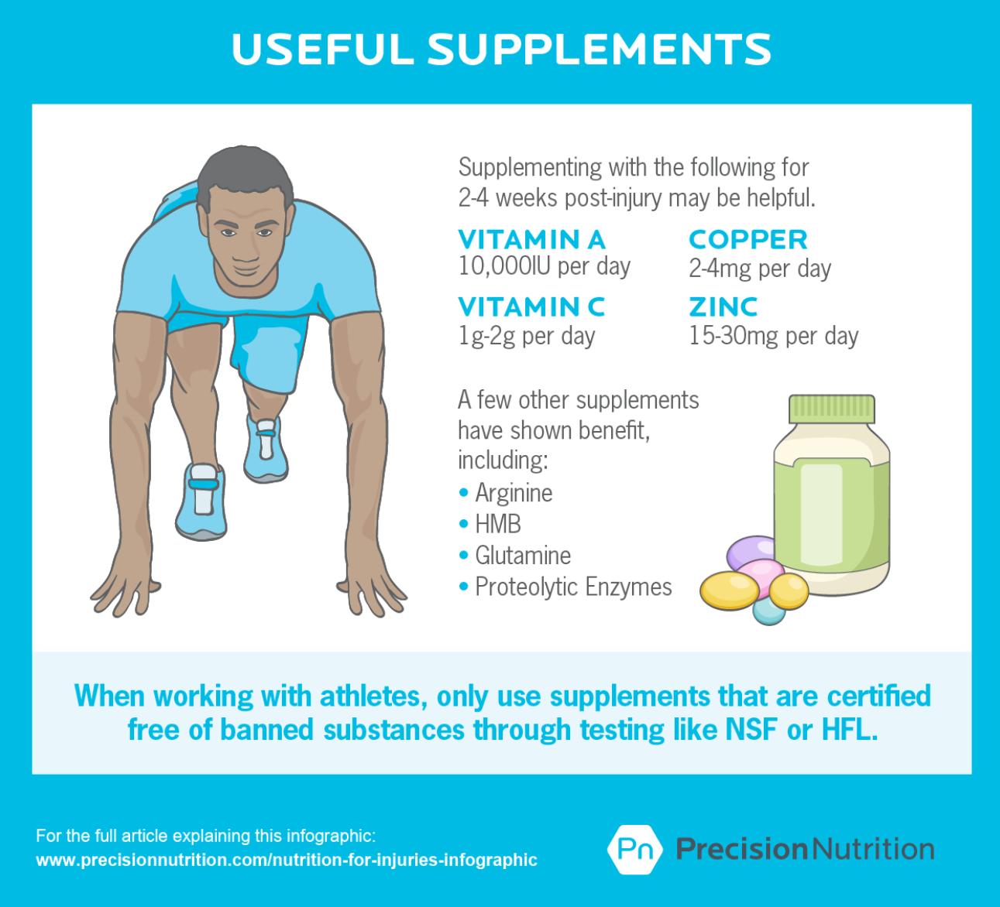 USEFUL SUPPLEMENTS
Supplementing with the following for
2-4 weeks post-injury may be helpful.
VITAMIN A
10,000IU per day
COPPER
2-4mg per day
VITAMIN C
1g-2g per day
ZINC
15-30mg per day
A few other supplements
have shown benefit,
including:
• Arginine
• HMB
• Glutamine
• Proteolytic Enzymes
When working with athletes, only use supplements that are certified
free of banned substances through testing like NSF or HFL.
For the full article explaining this infographic:
www.precisionnutrition.com/nutrition-for-injuries-infographic
Pn PrecisionNutrition